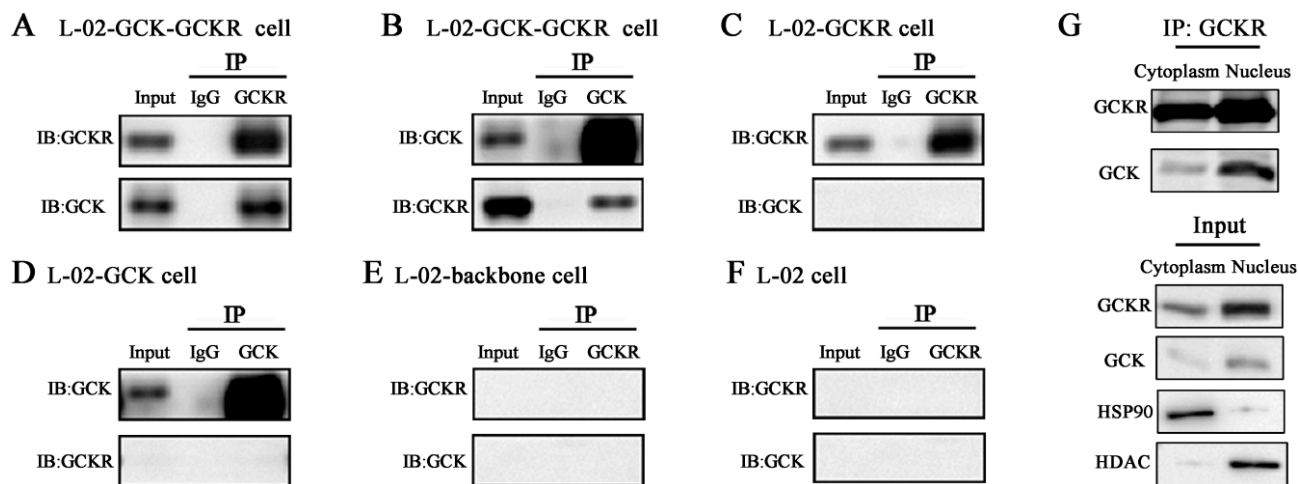 A L-02-GCK-GCKR cell
IP
Input IgG GCKR
IB:GCKR
IB:GCK
B L-02-GCK-GCKR cell
IP
Input IgG GCK
IB:GCK
IB:GCKR
C L-02-GCKR cell
IP
Input IgG GCKR
IB:GCKR
IB:GCK
D L-02-GCK cell
IP
Input IgG GCK
IB:GCK
IB:GCKR
E L-02-backbone cell
IP
Input IgG GCKR
IB:GCKR
IB:GCK
F L-02 cell
IP
Input IgG GCKR
IB:GCKR
IB:GCK
G IP: GCKR
Cytoplasm Nucleus
GCKR
GCK
Input
Cytoplasm Nucleus
GCKR
GCK
HSP90
HDAC